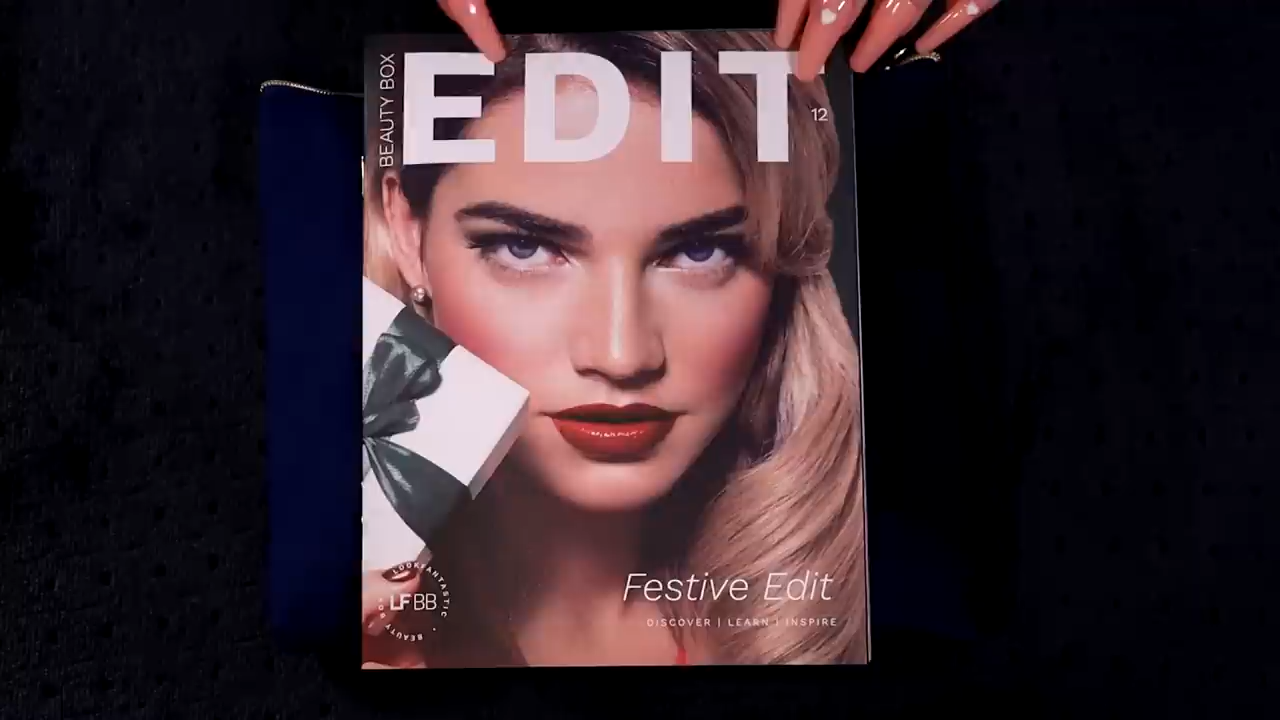 BEAUTY BOX
EDIT
12
LOOKFANTASTIC
LFBB
BEAUTY BOX
Festive Edit
DISCOVER | LEARN | INSPIRE